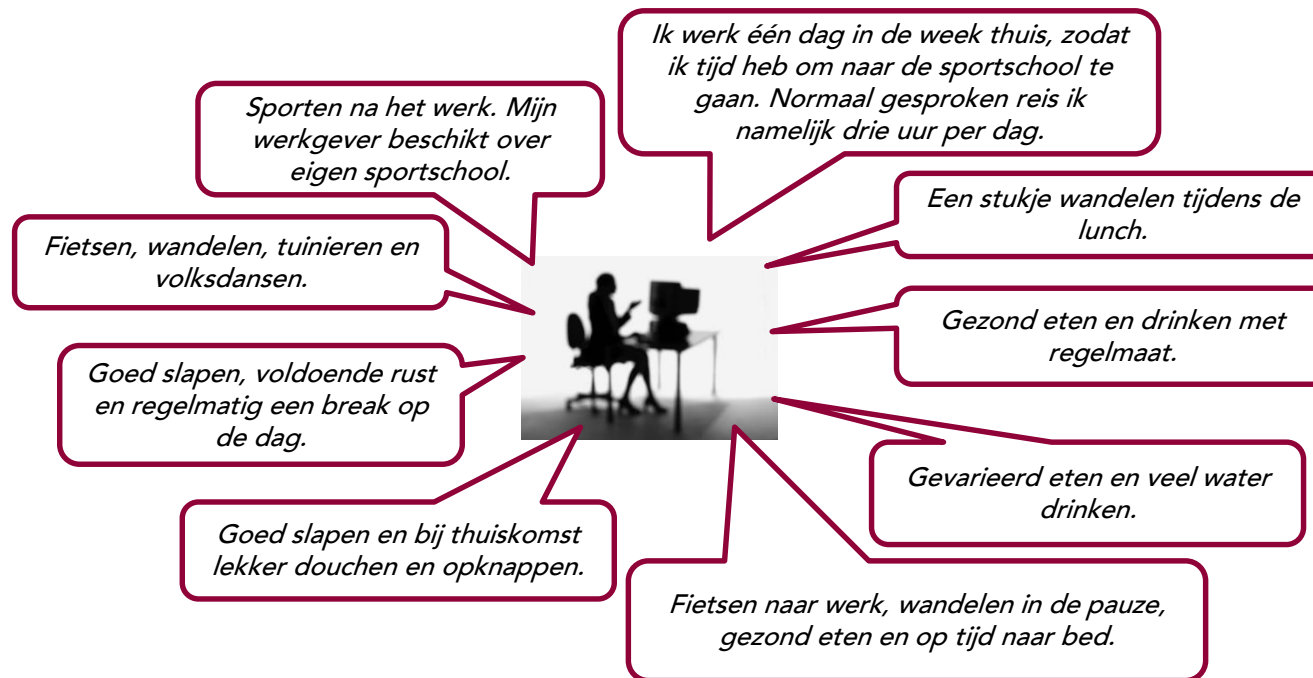 Ik werk één dag in de week thuis, zodat
ik tijd heb om naar de sportschool te
gaan. Normaal gesproken reis ik
namelijk drie uur per dag.
Sporten na het werk. Mijn
werkgever beschikt over
eigen sportschool.
Een stukje wandelen tijdens de
lunch.
Fietsen, wandelen, tuinieren en
volksdansen.
Gezond eten en drinken met
regelmaat.
Goed slapen, voldoende rust
en regelmatig een break op
de dag.
Gevarieerd eten en veel water
drinken.
Goed slapen en bij thuiskomst
lekker douchen en opknappen.
Fietsen naar werk, wandelen in de pauze,
gezond eten en op tijd naar bed.